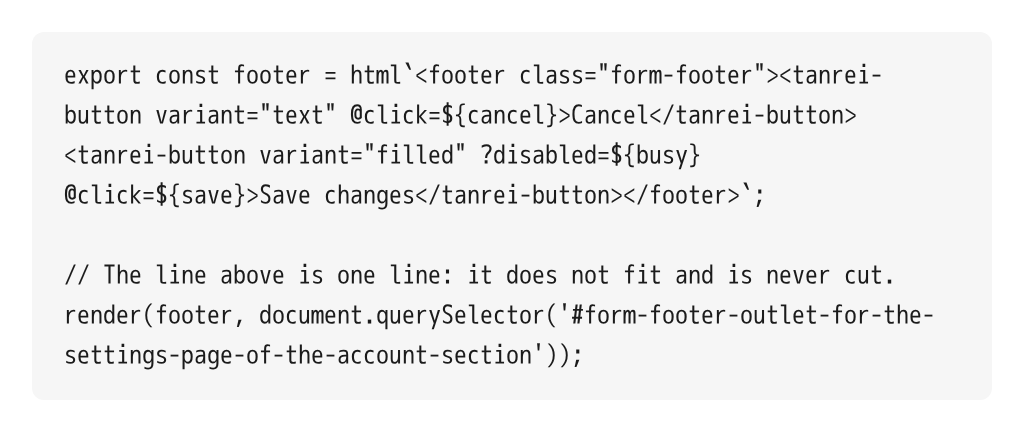 export const footer = html`<footer class="form-footer"><tanrei-
button variant="text" @click=${cancel}>Cancel</tanrei-button>
<tanrei-button variant="filled" ?disabled=${busy}
@click=${save}>Save changes</tanrei-button></footer>`;

// The line above is one line: it does not fit and is never cut.
render(footer, document.querySelector('#form-footer-outlet-for-the-
settings-page-of-the-account-section'));